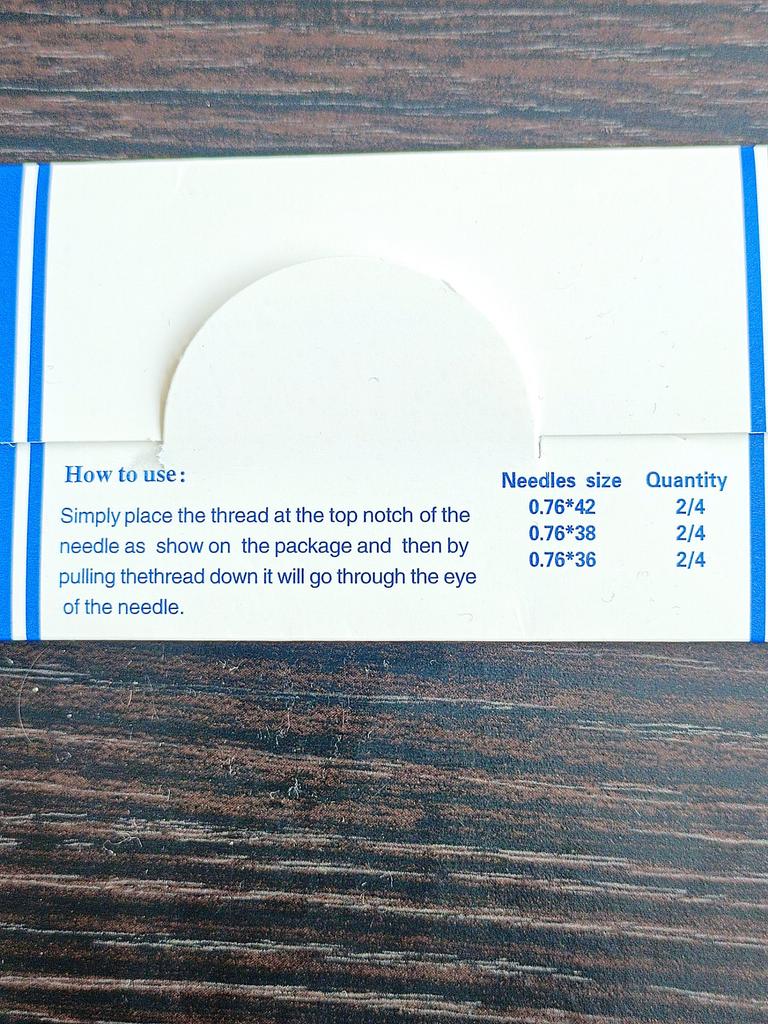 How to use:
Simply place the thread at the top notch of the
needle as show on the package and then by
pulling thethread down it will go through the eye
of the needle.
Needles size Quantity
0.76*42 2/4
0.76*38 2/4
0.76*36 2/4